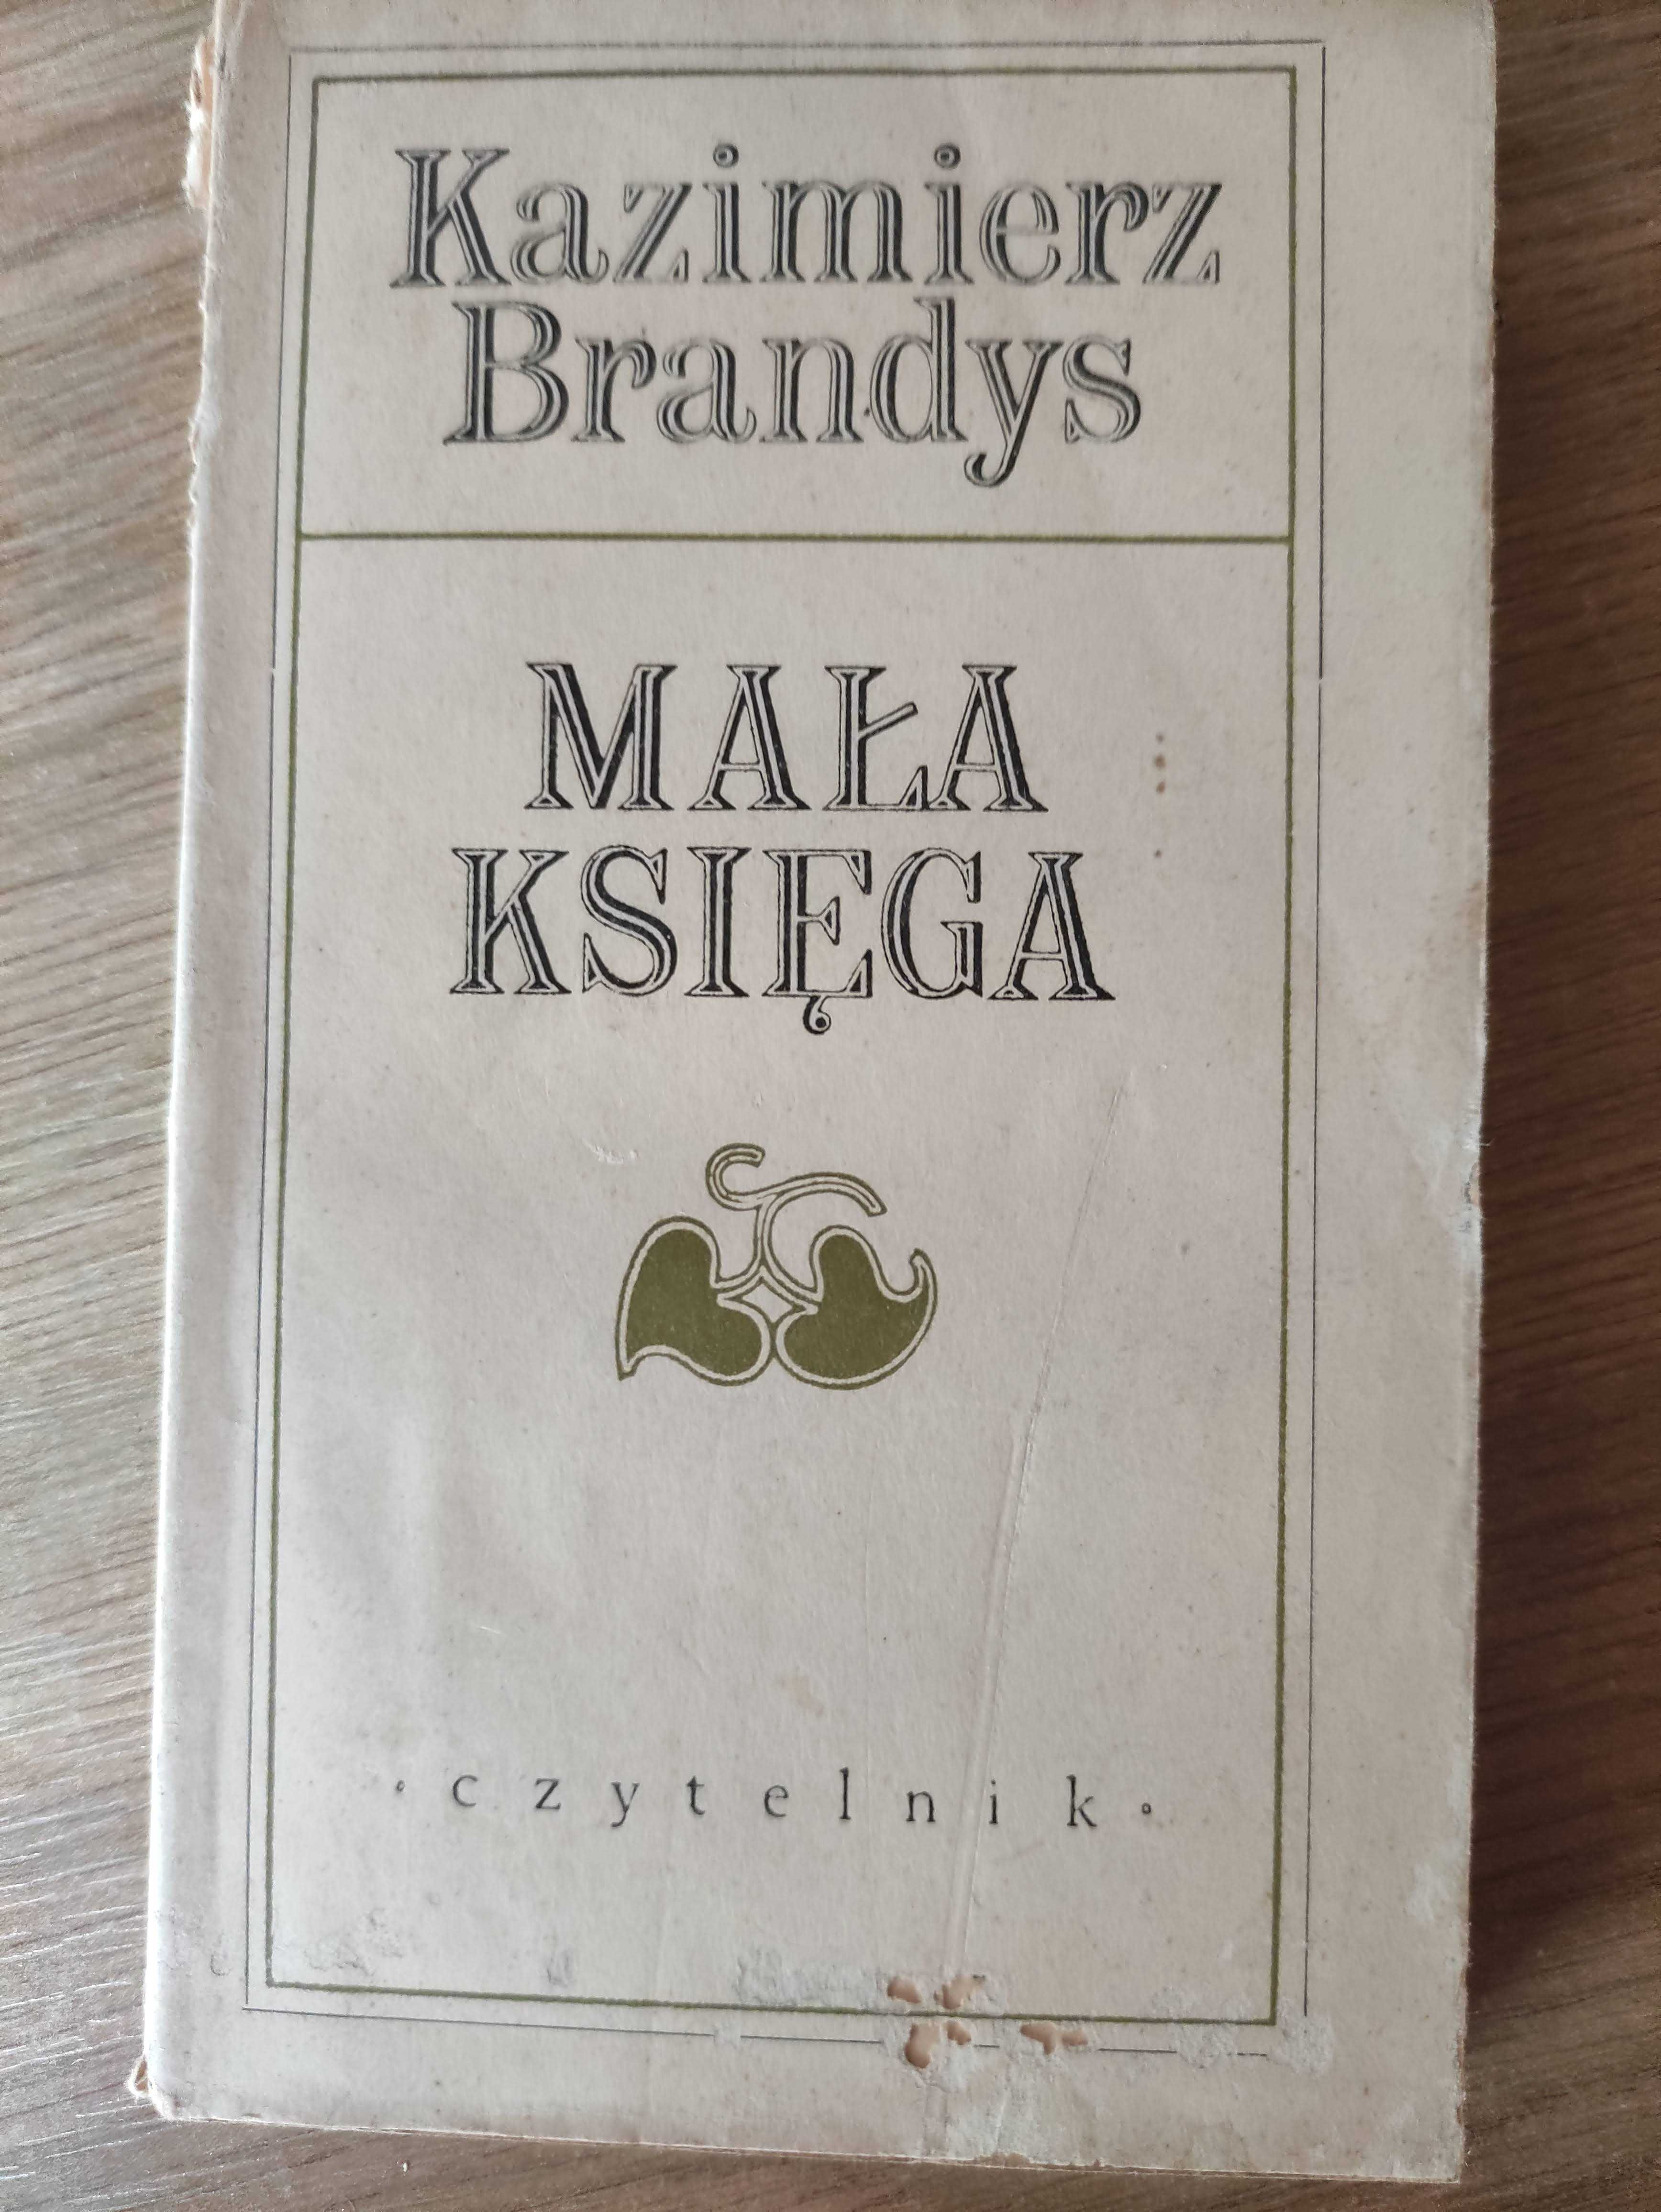 Kazimierz
Brandys
MAŁA
KSIĘGA
czytelnik